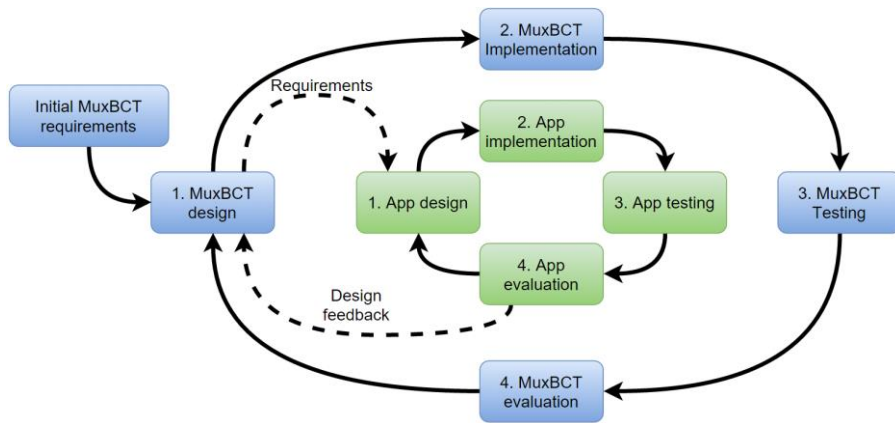 2. MuxBCT
Implementation
Requirements
Initial MuxBCT
requirements
2. App
implementation
1. MuxBCT
design
1. App design
3. App testing
3. MuxBCT
Testing
4. App
evaluation
Design
feedback
4. MuxBCT
evaluation